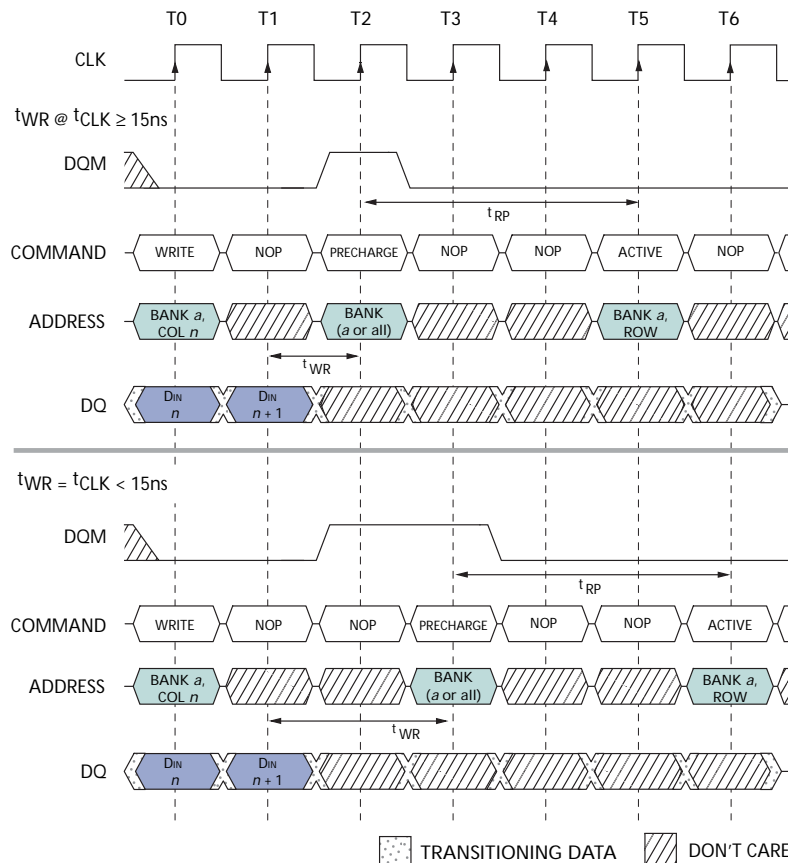 T0 T1 T2 T3 T4 T5 T6
CLK
tWR @ tCLK ≥ 15ns
DQM
tRP
COMMAND WRITE NOP PRECHARGE NOP NOP ACTIVE NOP
ADDRESS BANK a, COL n BANK (a or all) BANK a, ROW
tWR
DQ DIN n DIN n + 1
tWR = tCLK < 15ns
DQM
tRP
COMMAND WRITE NOP NOP PRECHARGE NOP NOP ACTIVE
ADDRESS BANK a, COL n BANK (a or all) BANK a, ROW
tWR
DQ DIN n DIN n + 1
TRANSITIONING DATA DON'T CARE